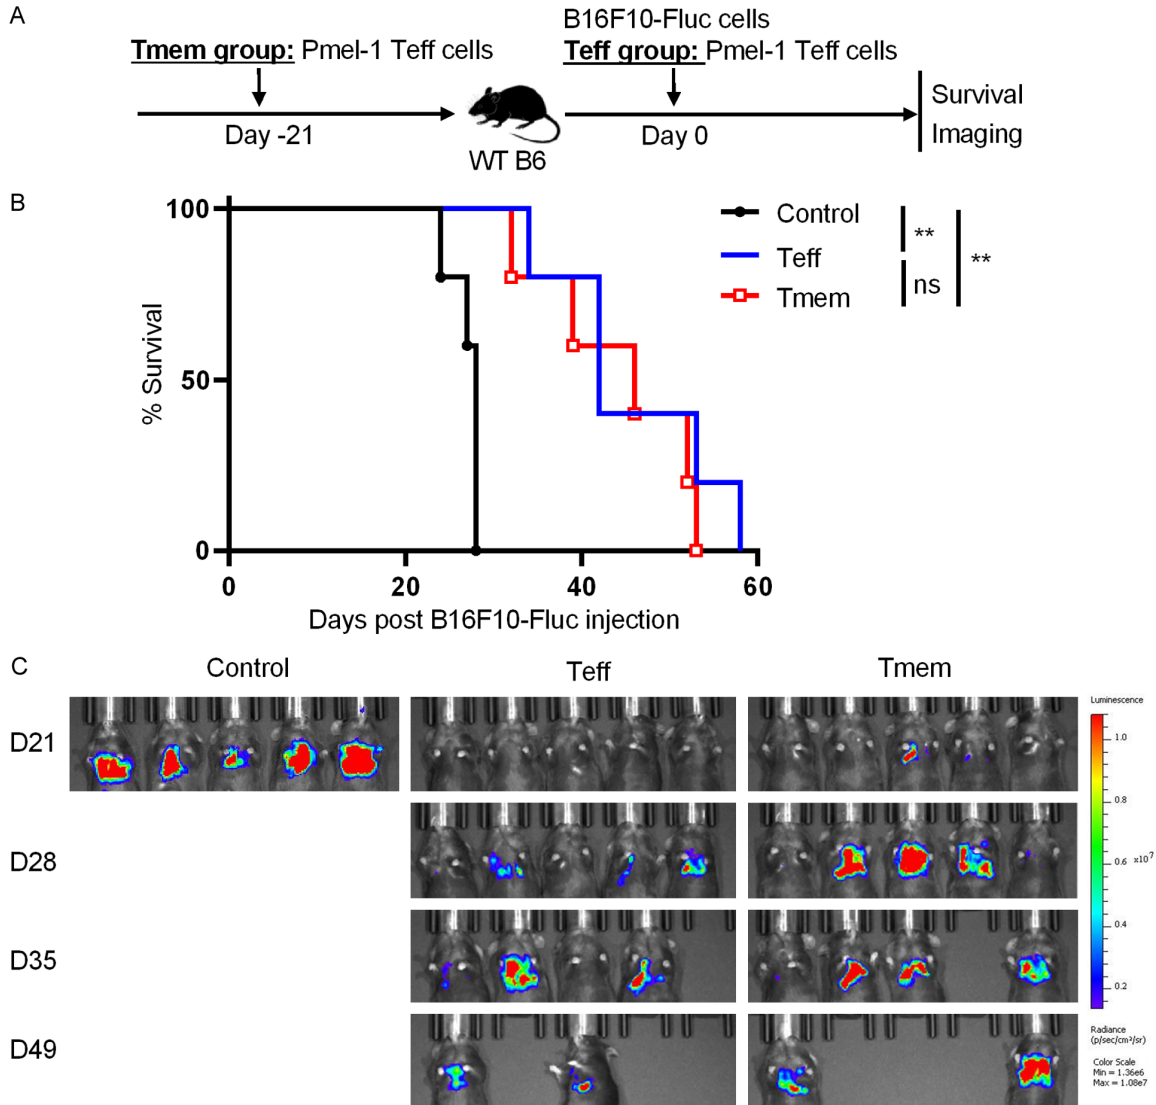 A
Tmem group: Pmel-1 Teff cells
Day -21
WT B6
B16F10-Fluc cells
Teff group: Pmel-1 Teff cells
Day 0
Survival
Imaging
B
% Survival
100
50
0
0 20 40 60
Days post B16F10-Fluc injection
Control
Teff
Tmem
**
ns
**
C
Control Teff Tmem
D21
D28
D35
D49
Luminescence
1.0
0.8
0.6
x10⁷
0.4
0.2
Radiance
(p/sec/cm²/sr)
Color Scale
Min = 1.36e6
Max = 1.08e7